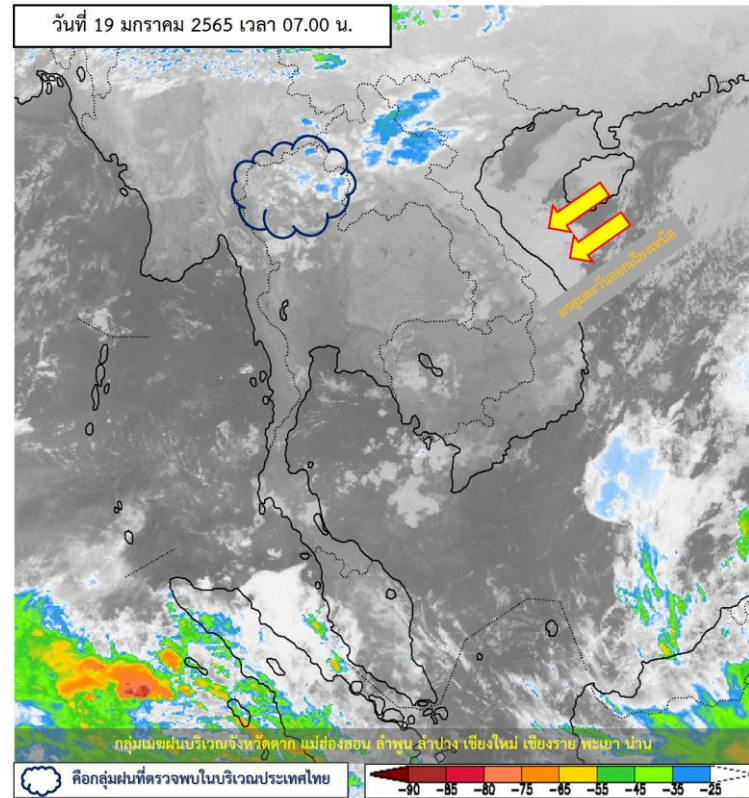 วันที่ 19 มกราคม 2565 เวลา 07.00 น.
มรสุมตะวันออกเฉียงเหนือ
กลุ่มเมฆฝนบริเวณจังหวัดตาก แม่ฮ่องสอน ลำพูน ลำปาง เชียงใหม่ เชียงราย พะเยา น่าน
คือกลุ่มฝนที่ตรวจพบในบริเวณประเทศไทย
-90 -85 -80 -75 -65 -55 -45 -35 -25